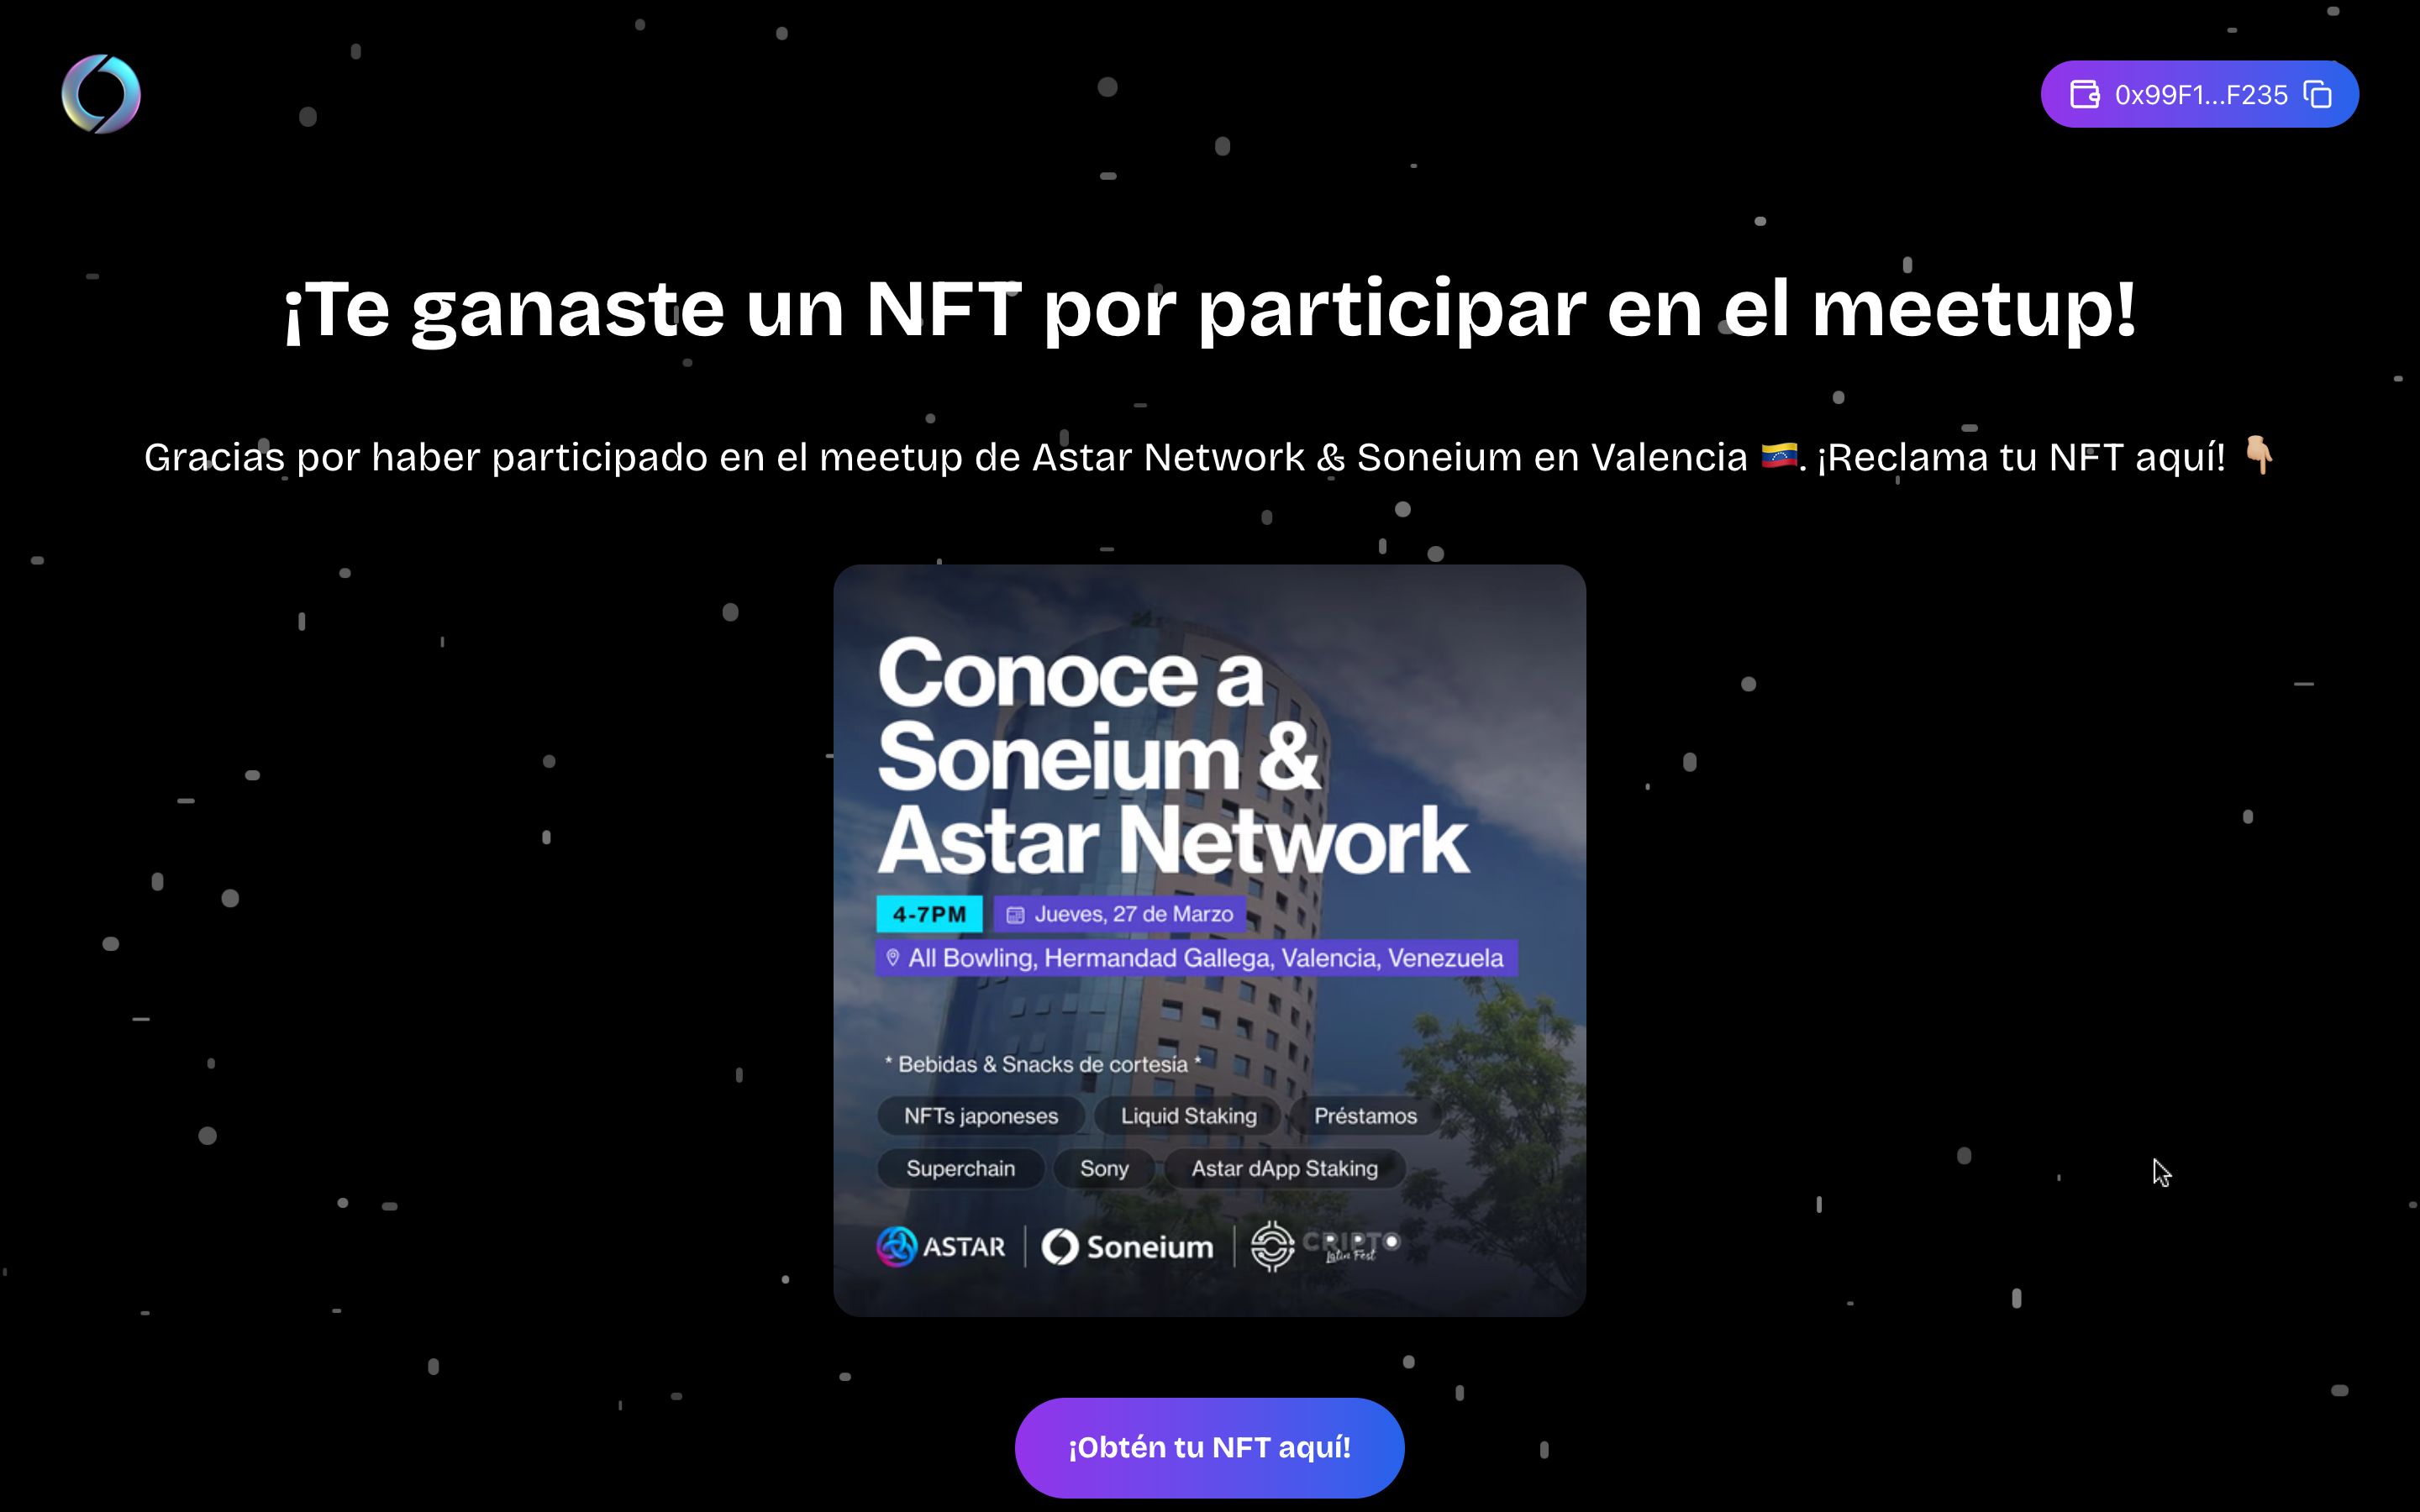 0x99F1...F235
¡Te ganaste un NFT por participar en el meetup!
Gracias por haber participado en el meetup de Astar Network & Soneium en Valencia 🇻🇪. ¡Reclama tu NFT aquí! 👇🏼
Conoce a
Soneium &
Astar Network
4-7PM Jueves, 27 de Marzo
All Bowling, Hermandad Gallega, Valencia, Venezuela
* Bebidas & Snacks de cortesía *
NFTs japoneses Liquid Staking Préstamos
Superchain Sony Astar dApp Staking
ASTAR Soneium CRIPTO
Latin Fest
¡Obtén tu NFT aquí!